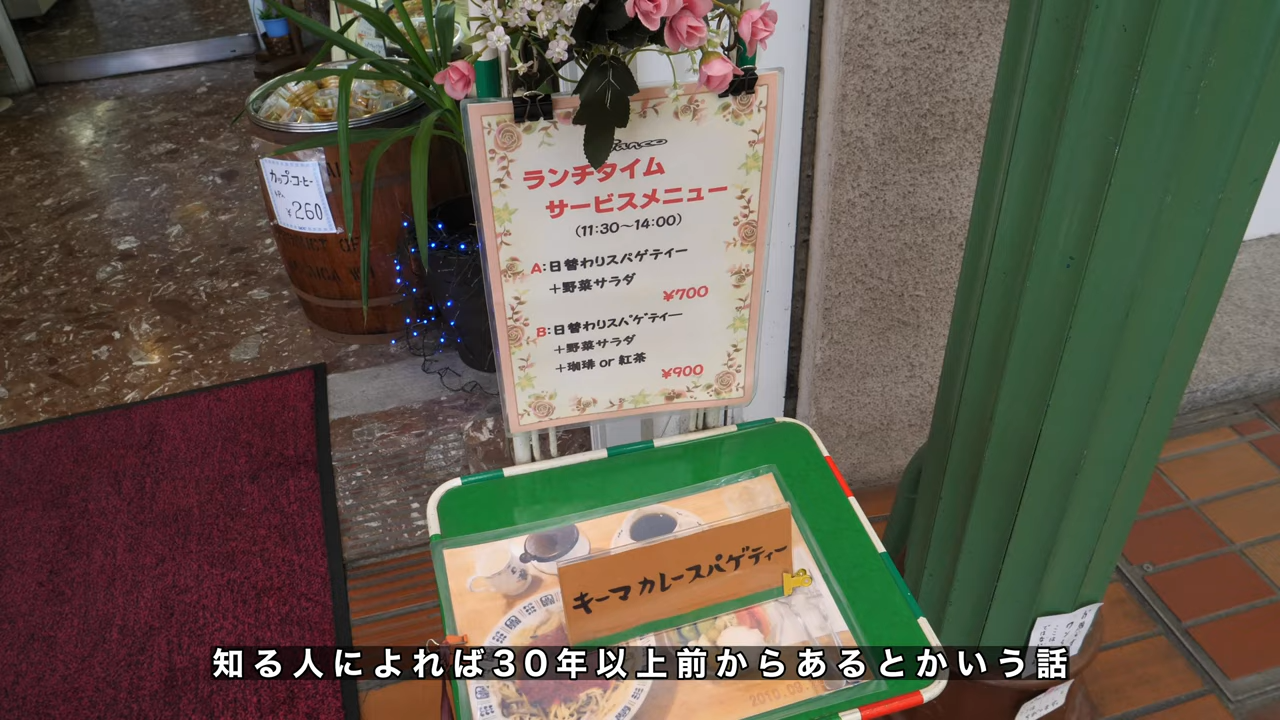 ランチタイム
サービスメニュー
(11:30～14:00)
A:日替わりスパゲティー
+野菜サラダ
¥700
B:日替わりスパゲティー
+野菜サラダ
+珈琲 or 紅茶
¥900
カップ・コーヒー
¥260
キーマカレースパゲティー
知る人によれば30年以上前からあるとかいう話